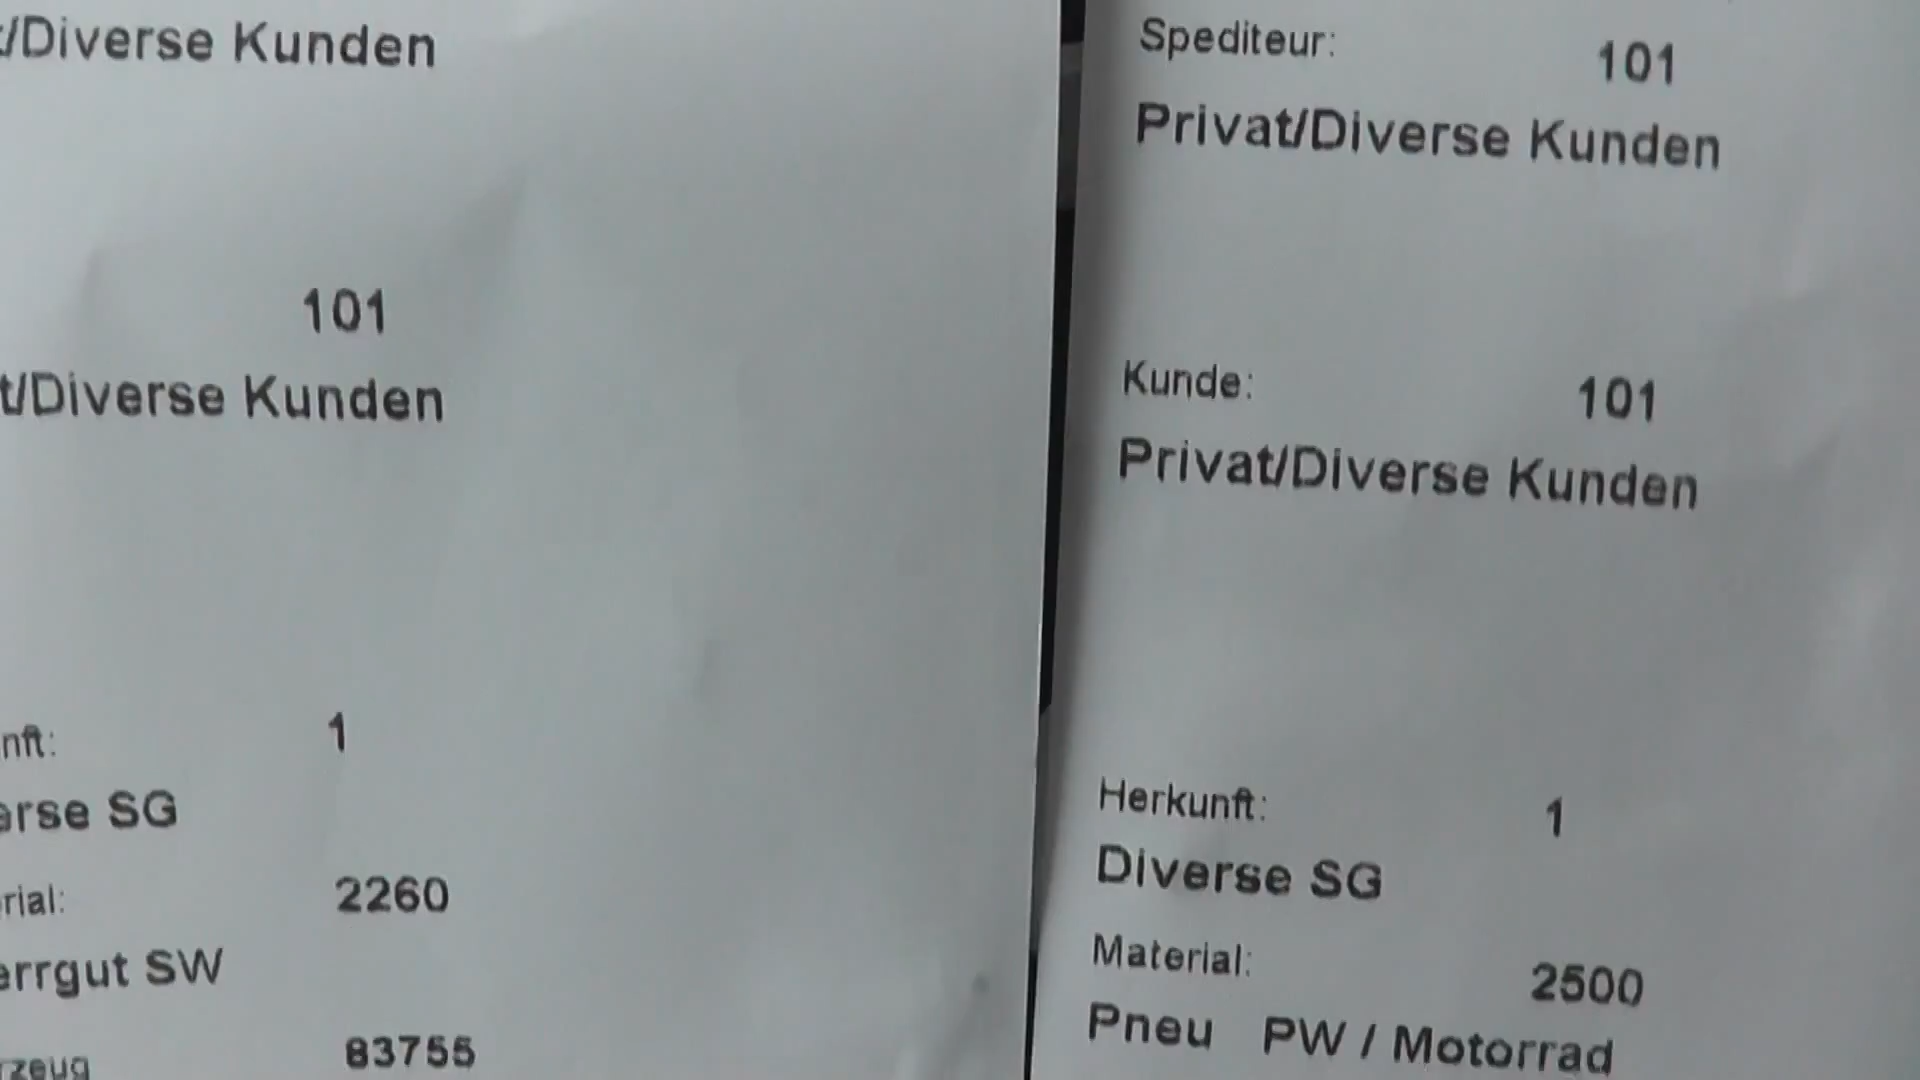 t/Diverse Kunden
101
t/Diverse Kunden
nft: 1
erse SG
rial: 2260
errgut SW
rzeug 83755
Spediteur: 101
Privat/Diverse Kunden
Kunde: 101
Privat/Diverse Kunden
Herkunft: 1
Diverse SG
Material: 2500
Pneu PW / Motorrad